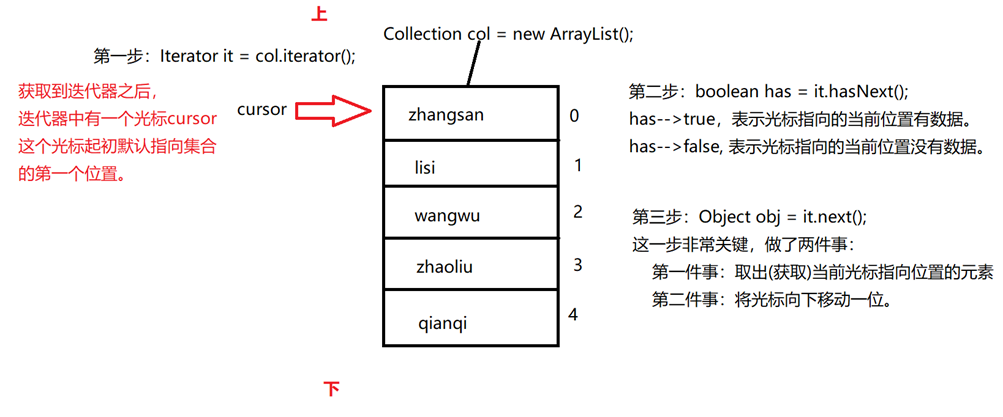 上
Collection col = new ArrayList();
第一步：Iterator it = col.iterator();
获取到迭代器之后，
迭代器中有一个光标cursor
这个光标起初默认指向集合
的第一个位置。
cursor
zhangsan
0
lisi
1
wangwu
2
zhaoliu
3
qianqi
4
第二步：boolean has = it.hasNext();
has-->true，表示光标指向的当前位置有数据。
has-->false, 表示光标指向的当前位置没有数据。
第三步：Object obj = it.next();
这一步非常关键，做了两件事：
第一件事：取出(获取)当前光标指向位置的元素
第二件事：将光标向下移动一位。
下